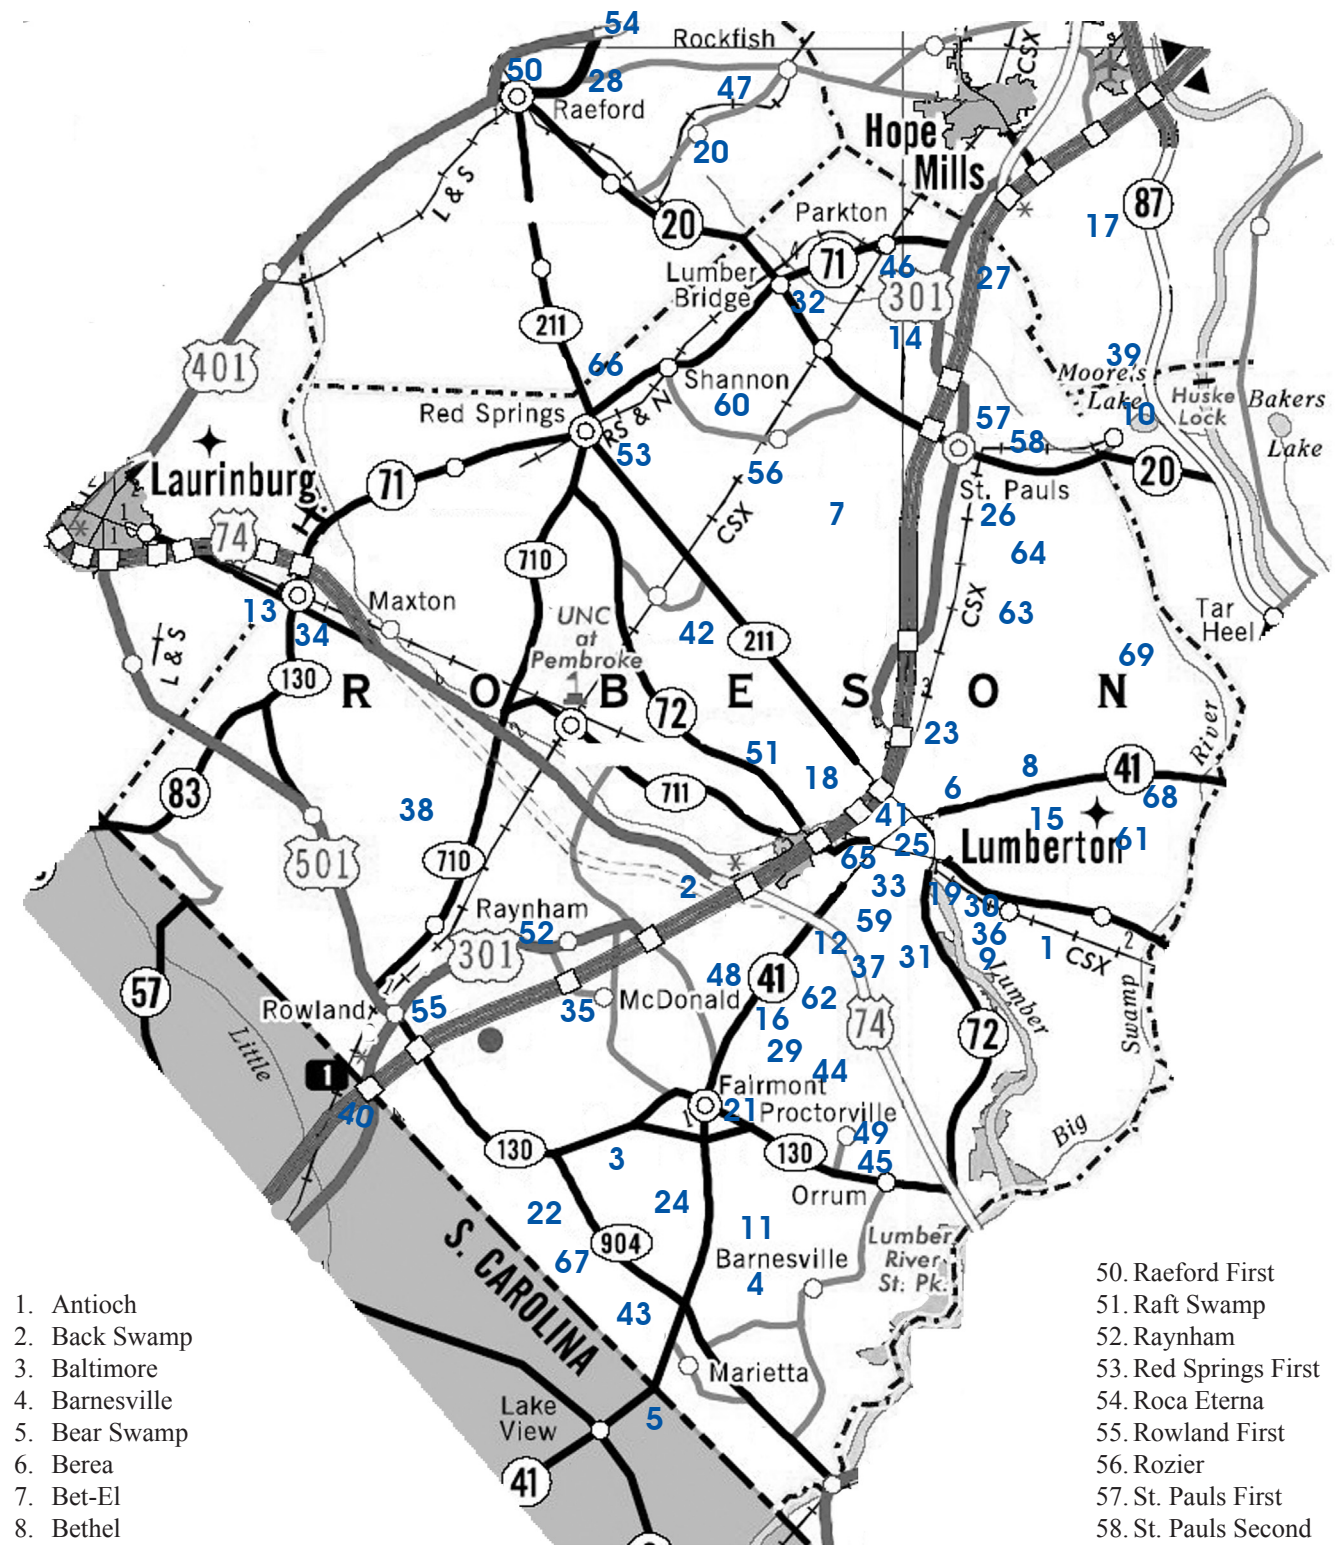 54
Rockfish
CSX
50
28
47
Raeford
Hope
Mills
20
L & S
87
20
17
Parkton
71
46
Lumber
Bridge
27
301
32
211
14
39
401
66
Moore's
Lake
Shannon
Huske
Lock
Bakers
Lake
60
10
Red Springs
RS & N
57
58
53
56
20
Laurinburg
71
St. Pauls
7
26
CSX
74
710
64
13
34
Maxton
UNC
at
Pembroke
CSX
63
Tar
Heel
42
211
L & S
69
130
R O B E S O N
72
River
23
51
18
8
41
83
711
6
68
38
41
15
61
Lumberton
501
710
65
25
2
33
19
30
Raynham
52
59
36
301
12
31
9
1
CSX
2
37
57
48
41
Lumber
Swamp
Rowland
55
35
McDonald
62
16
74
72
Little
29
44
1
Fairmont
40
21
Proctorville
49
Big
130
3
130
45
Orrum
24
22
11
904
Lumber
River
St. Pk.
67
Barnesville
4
S. CAROLINA
43
Marietta
Lake
View
5
41
1. Antioch
2. Back Swamp
3. Baltimore
4. Barnesville
5. Bear Swamp
6. Berea
7. Bet-El
8. Bethel
50. Raeford First
51. Raft Swamp
52. Raynham
53. Red Springs First
54. Roca Eterna
55. Rowland First
56. Rozier
57. St. Pauls First
58. St. Pauls Second